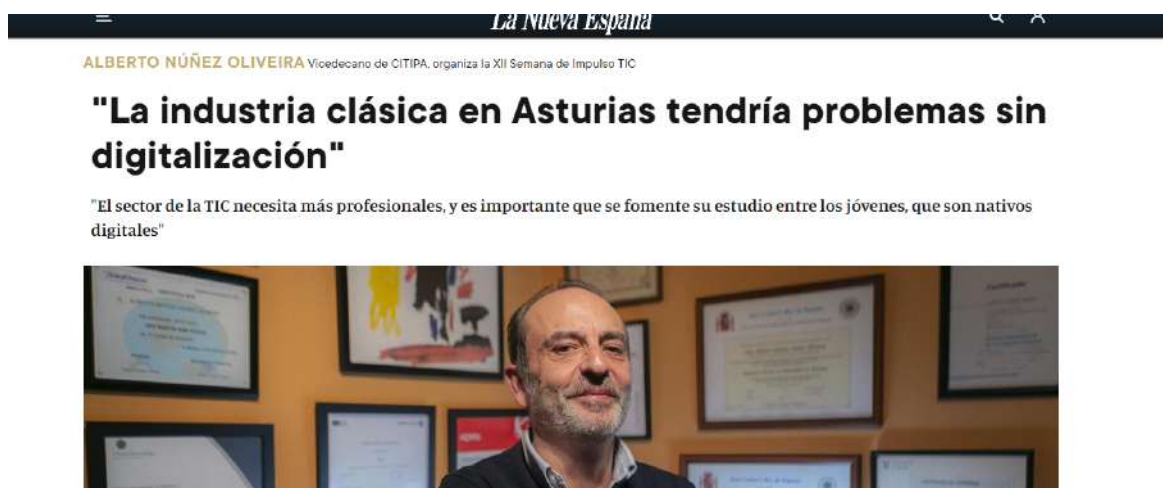 La Nueva España
ALBERTO NÚÑEZ OLIVEIRA Vicedecano de CITIPA, organiza la XII Semana de Impulso TIC
"La industria clásica en Asturias tendría problemas sin
digitalización"
"El sector de la TIC necesita más profesionales, y es importante que se fomente su estudio entre los jóvenes, que son nativos
digitales"